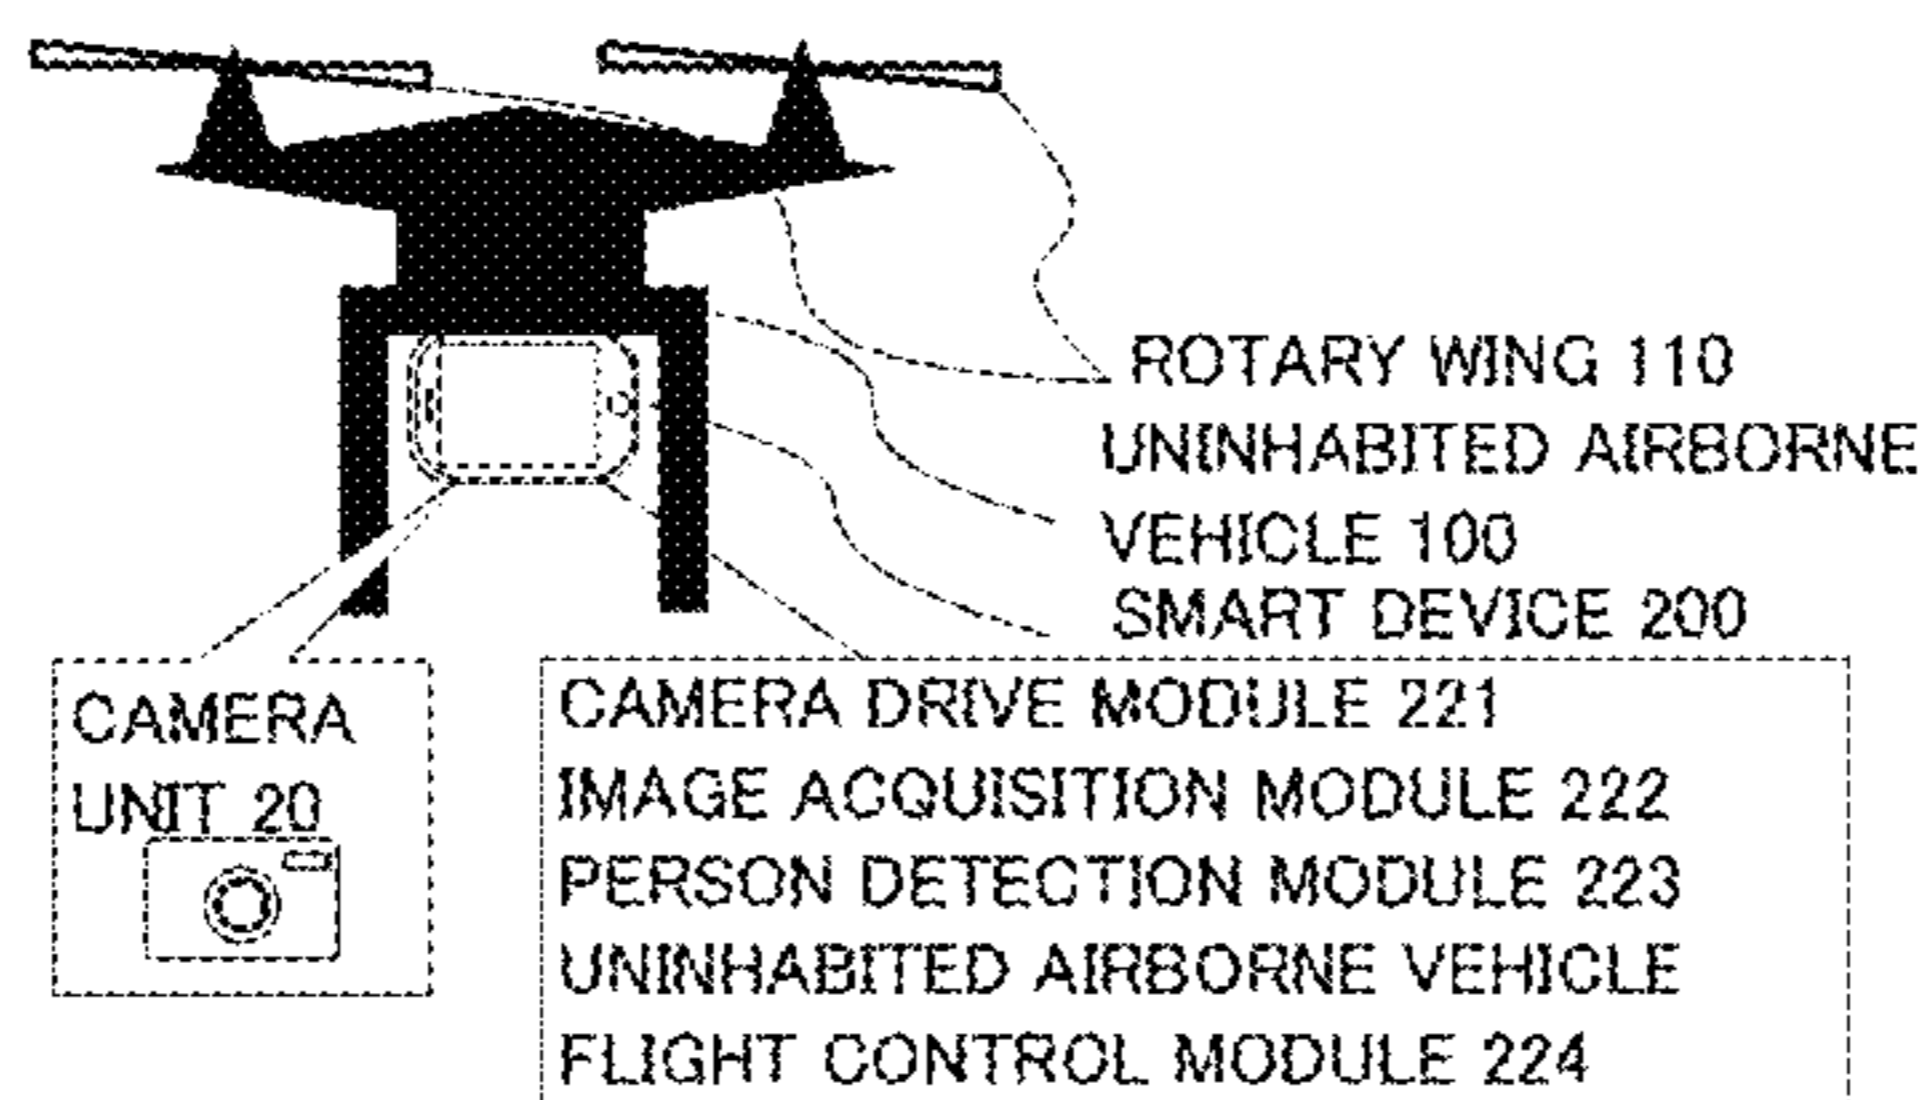 ROTARY WING 110
UNINHABITED AIRBORNE
VEHICLE 100
SMART DEVICE 200
CAMERA
UNIT 20
CAMERA DRIVE MODULE 221
IMAGE ACQUISITION MODULE 222
PERSON DETECTION MODULE 223
UNINHABITED AIRBORNE VEHICLE
FLIGHT CONTROL MODULE 224